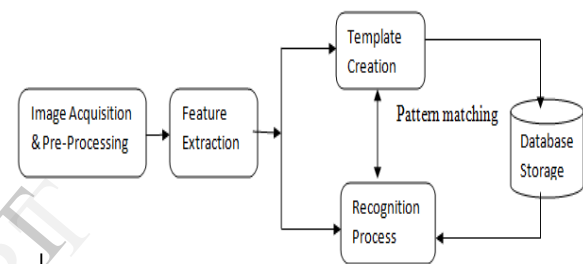 Template
Creation
Image Acquisition
& Pre-Processing
Feature
Extraction
Pattern matching
Database
Storage
Recognition
Process